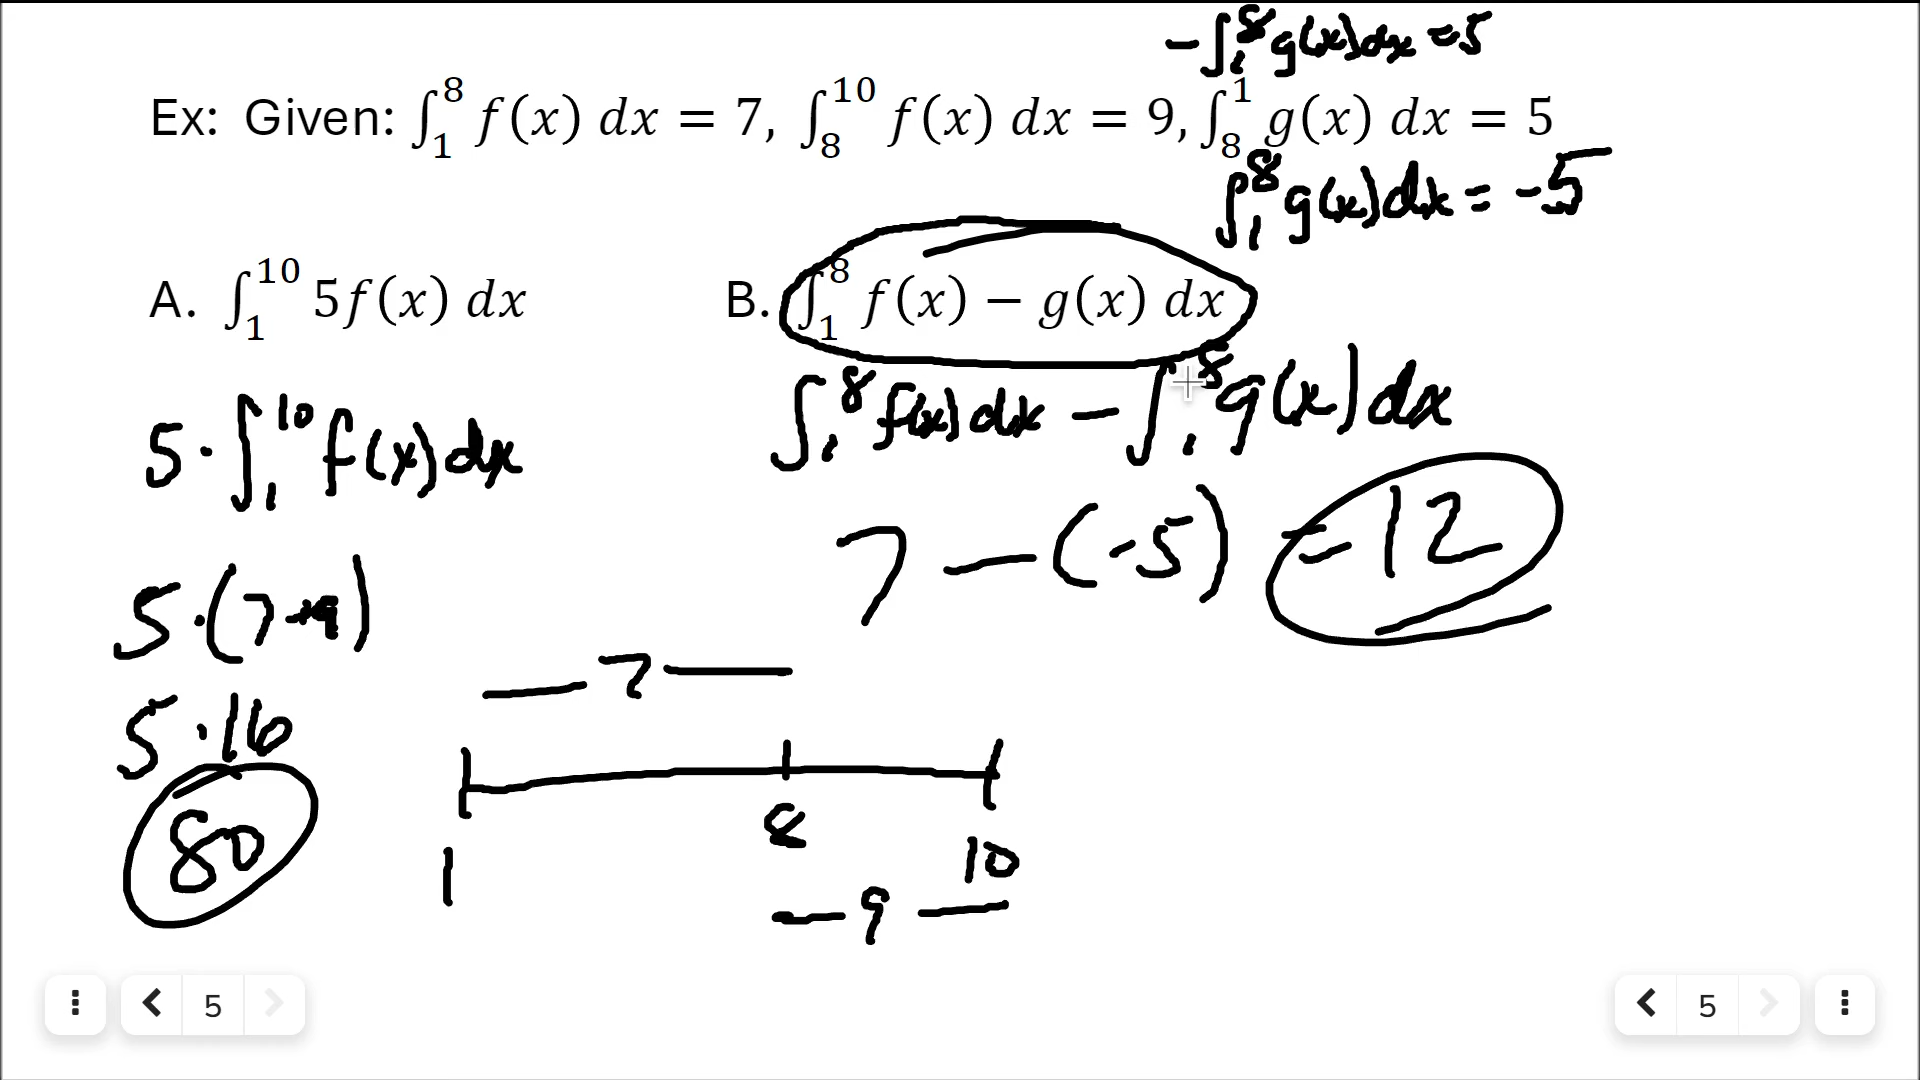 -∫₁⁸ g(x)dx = 5
Ex: Given: ∫₁⁸ f(x) dx = 7, ∫₈¹⁰ f(x) dx = 9, ∫₈¹ g(x) dx = 5
∫₁⁸ g(x)dx = -5
A. ∫₁¹⁰ 5f(x) dx
B. ∫₁⁸ f(x) − g(x) dx
5·∫₁¹⁰ f(x)dx
5·(7+9)
5·16
80
∫₁⁸ f(x)dx − ∫₁⁸ g(x)dx
7 − (-5) = 12
7
1 8 10
9
5
5